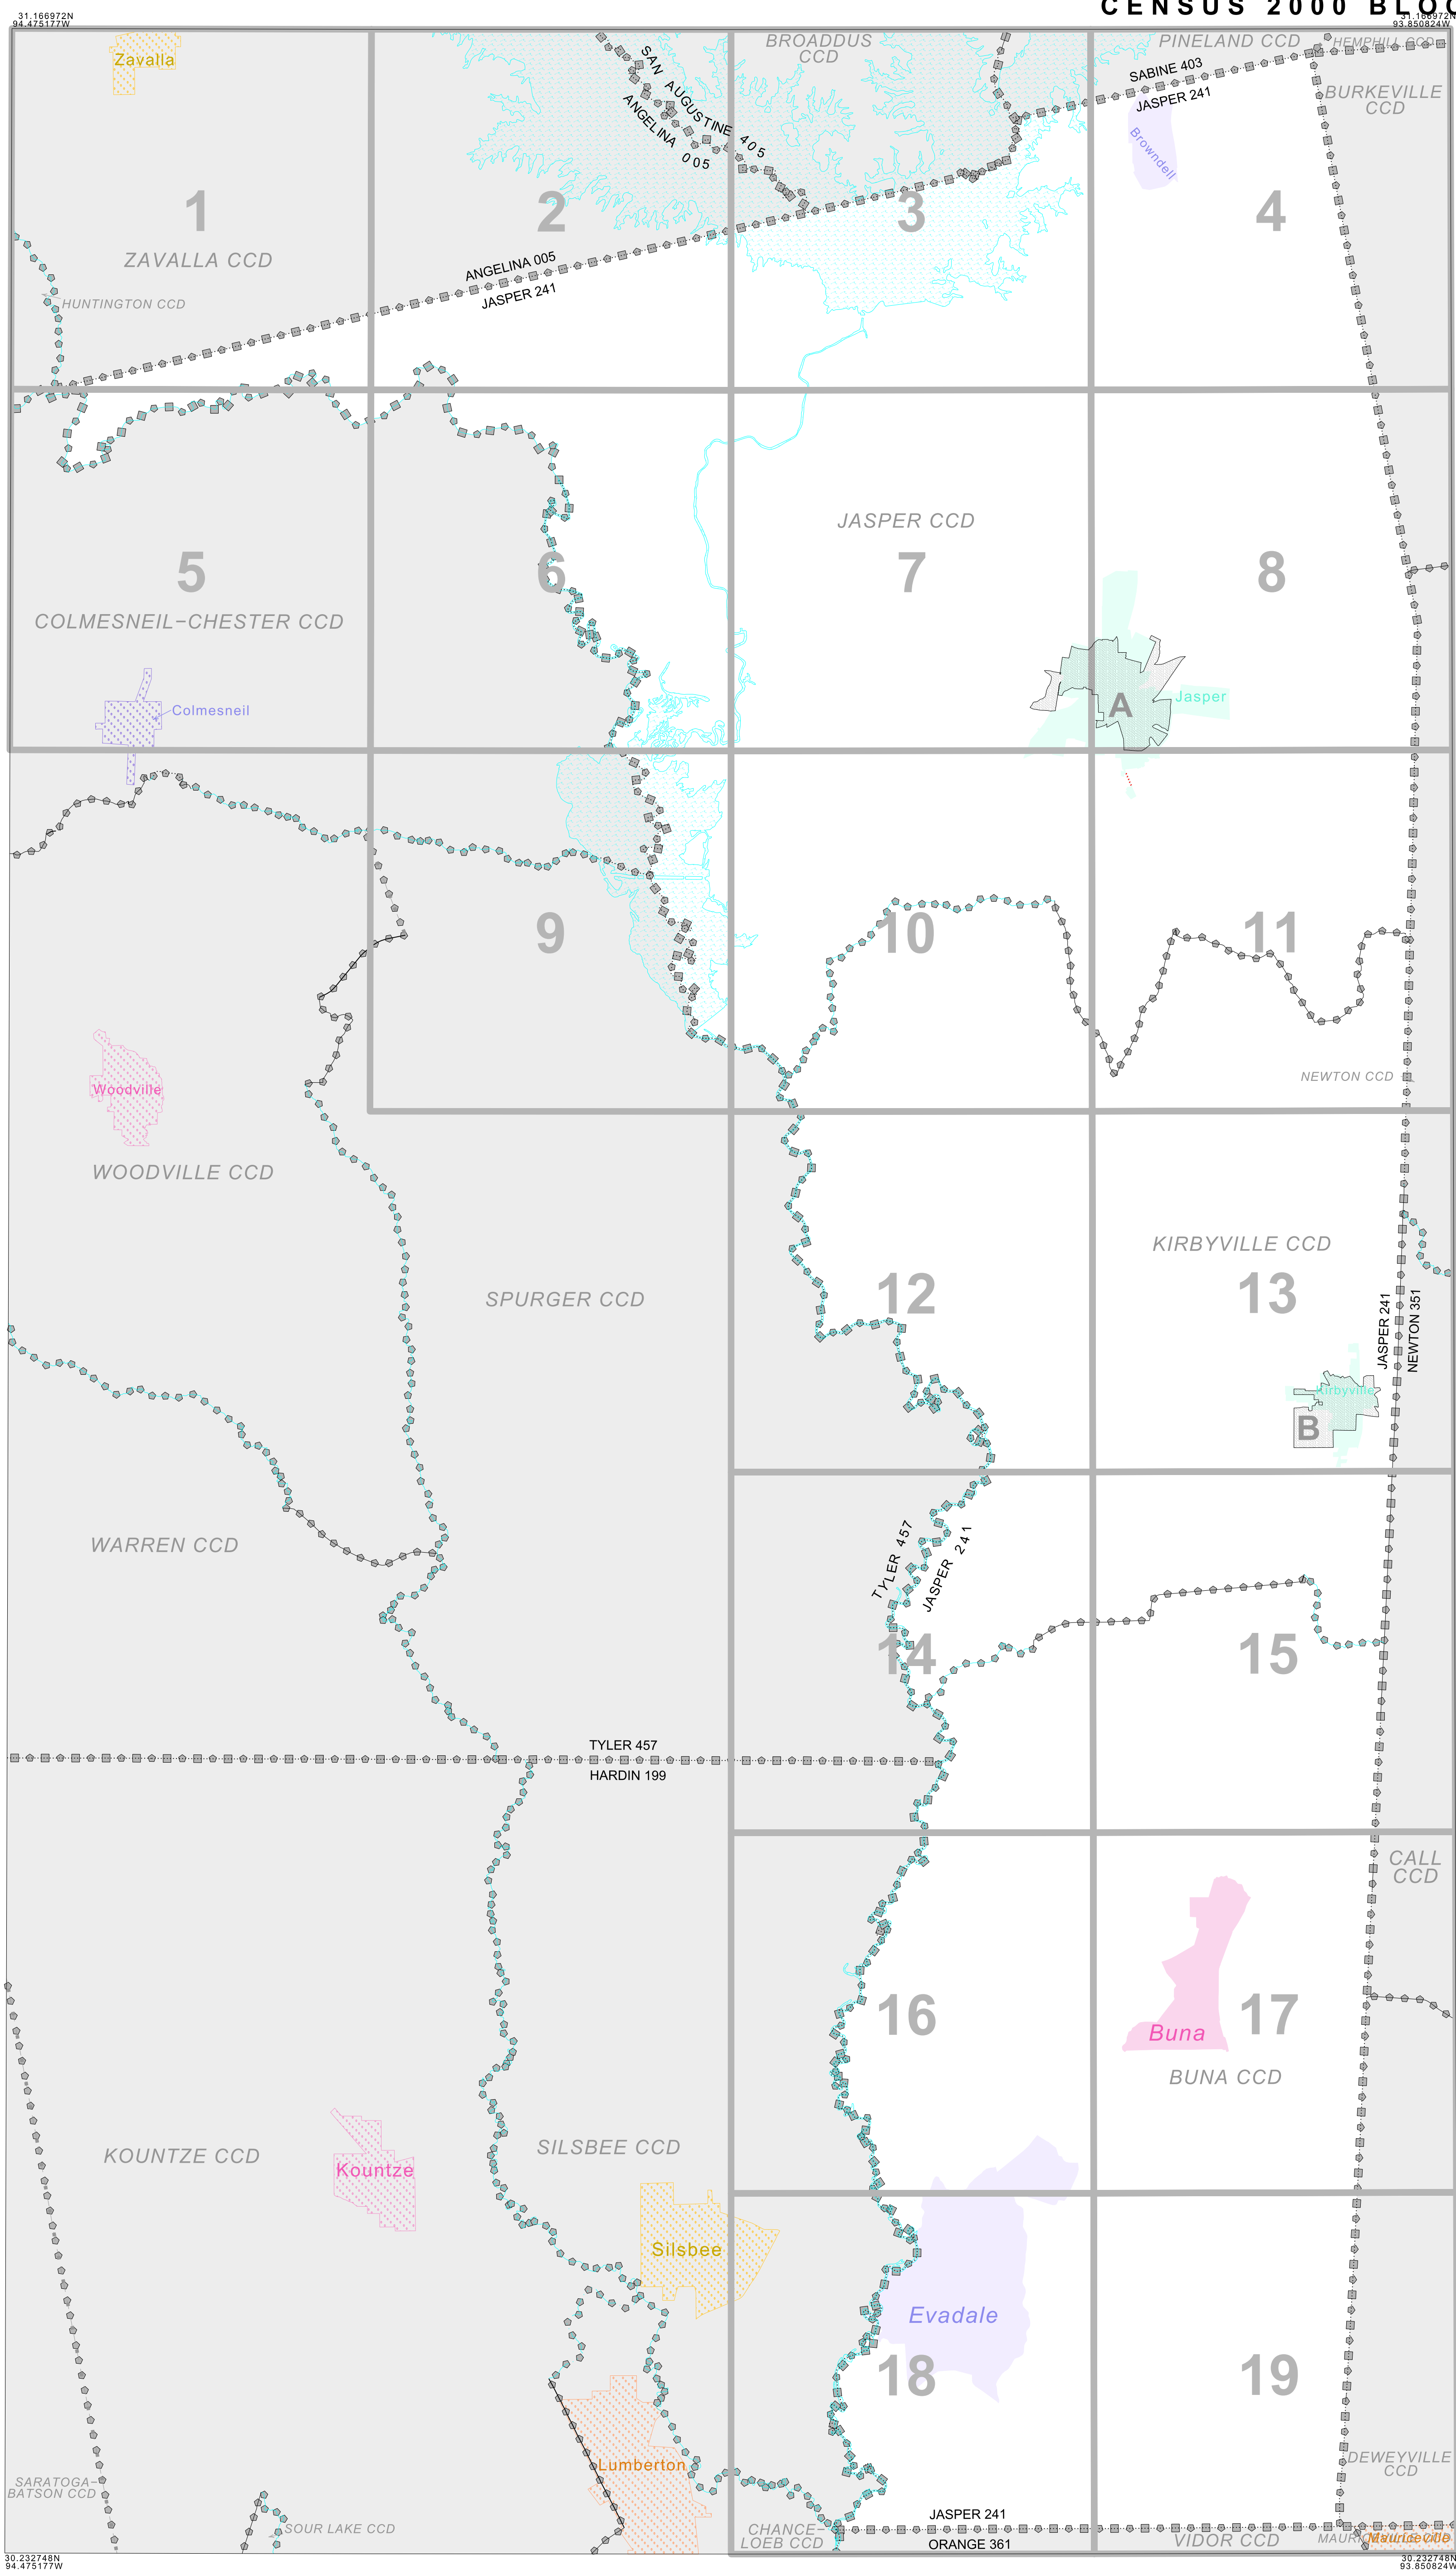 CENSUS 2000 BLOC
31.166972N
94.475177W
31.166972N
93.850824W
Zavalla
SAN AUGUSTINE 405
ANGELINA 005
BROADDUS
CCD
PINELAND CCD
HEMPHILL CCD
SABINE 403
JASPER 241
BURKEVILLE
CCD
Browndell
1
2
3
4
ZAVALLA CCD
ANGELINA 005
JASPER 241
HUNTINGTON CCD
JASPER CCD
5
6
7
8
COLMESNEIL-CHESTER CCD
Colmesneil
A
Jasper
9
10
11
NEWTON CCD
Woodville
WOODVILLE CCD
KIRBYVILLE CCD
SPURGER CCD
12
13
JASPER 241
NEWTON 351
Kirbyville
B
WARREN CCD
TYLER 457
JASPER 241
14
15
TYLER 457
HARDIN 199
CALL
CCD
16
17
Buna
BUNA CCD
KOUNTZE CCD
SILSBEE CCD
Kountze
Silsbee
Evadale
18
19
Lumberton
DEWEYVILLE
CCD
SARATOGA-
BATSON CCD
SOUR LAKE CCD
JASPER 241
CHANCE-
LOEB CCD
ORANGE 361
VIDOR CCD
Mauriceville
30.232748N
94.475177W
30.232748N
93.850824W